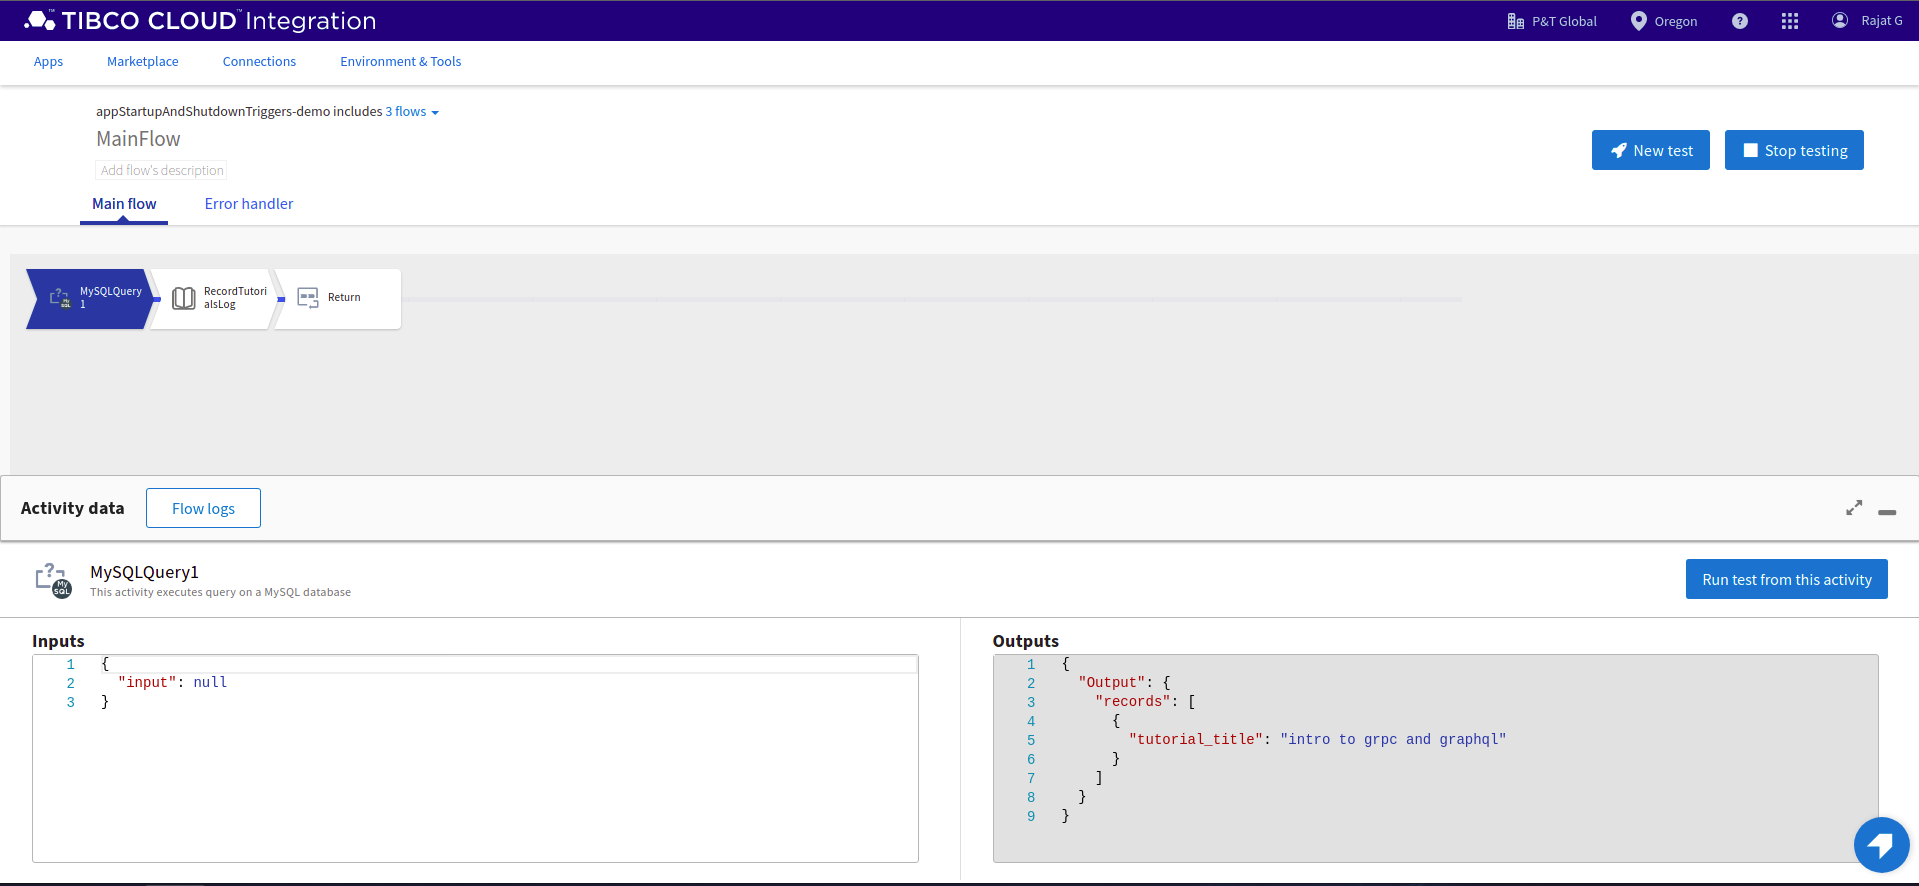 TIBCO CLOUD™ Integration
P&T Global
Oregon
?
Rajat G
Apps
Marketplace
Connections
Environment & Tools
appStartupAndShutdownTriggers-demo includes 3 flows
MainFlow
Add flow's description
New test
Stop testing
Main flow
Error handler
MySQLQuery
1
RecordTutori
alsLog
Return
Activity data
Flow logs
MySQLQuery1
This activity executes query on a MySQL database
Run test from this activity
Inputs
1 {
2 "input": null
3 }
Outputs
1 {
2 "Output": {
3 "records": [
4 {
5 "tutorial_title": "intro to grpc and graphql"
6 }
7 ]
8 }
9 }